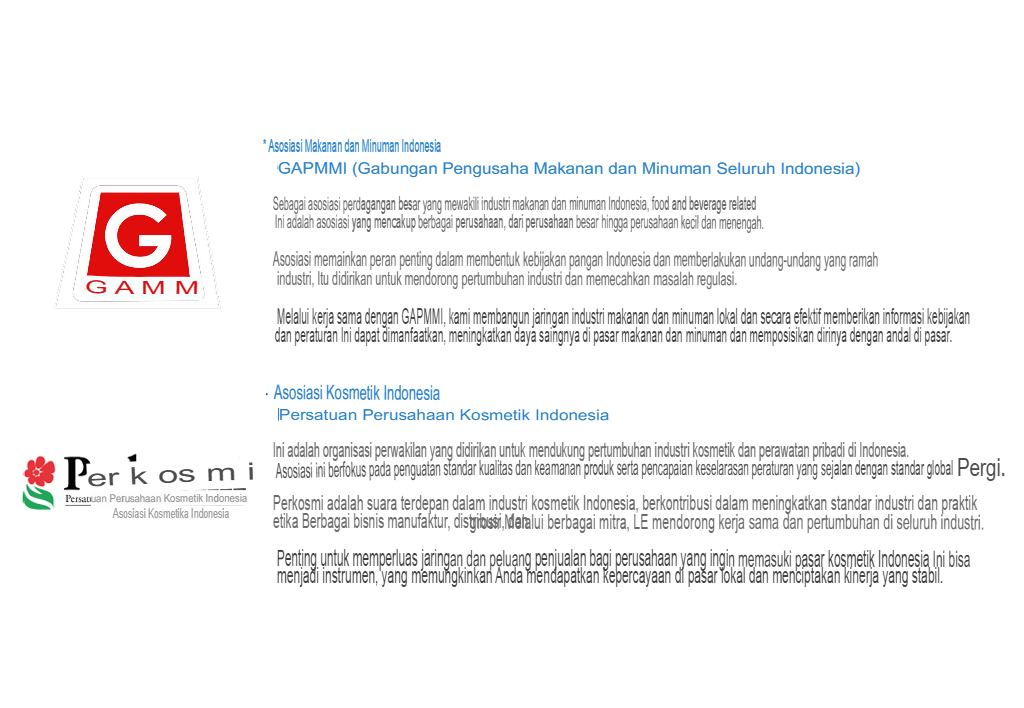 * Asosiasi Makanan dan Minuman Indonesia
GAPMMI (Gabungan Pengusaha Makanan dan Minuman Seluruh Indonesia)
Sebagai asosiasi perdagangan besar yang mewakili industri makanan dan minuman Indonesia, food and beverage related
Ini adalah asosiasi yang mencakup berbagai perusahaan, dari perusahaan besar hingga perusahaan kecil dan menengah.
Asosiasi memainkan peran penting dalam membentuk kebijakan pangan Indonesia dan memberlakukan undang-undang yang ramah
industri, Itu didirikan untuk mendorong pertumbuhan industri dan memecahkan masalah regulasi.
Melalui kerja sama dengan GAPMMI, kami membangun jaringan industri makanan dan minuman lokal dan secara efektif memberikan informasi kebijakan
dan peraturan Ini dapat dimanfaatkan, meningkatkan daya saingnya di pasar makanan dan minuman dan memposisikan dirinya dengan andal di pasar.
G
GAMM
· Asosiasi Kosmetik Indonesia
Persatuan Perusahaan Kosmetik Indonesia
Ini adalah organisasi perwakilan yang didirikan untuk mendukung pertumbuhan industri kosmetik dan perawatan pribadi di Indonesia.
Asosiasi ini berfokus pada penguatan standar kualitas dan keamanan produk serta pencapaian keselarasan peraturan yang sejalan dengan standar global Pergi.
Perkosmi adalah suara terdepan dalam industri kosmetik Indonesia, berkontribusi dalam meningkatkan standar industri dan praktik
etika Berbagai bisnis manufaktur, distribusi, dan grosir Melalui berbagai mitra, LE mendorong kerja sama dan pertumbuhan di seluruh industri.
Penting untuk memperluas jaringan dan peluang penjualan bagi perusahaan yang ingin memasuki pasar kosmetik Indonesia Ini bisa
menjadi instrumen, yang memungkinkan Anda mendapatkan kepercayaan di pasar lokal dan menciptakan kinerja yang stabil.
Perkosmi
Persatuan Perusahaan Kosmetik Indonesia
Asosiasi Kosmetika Indonesia